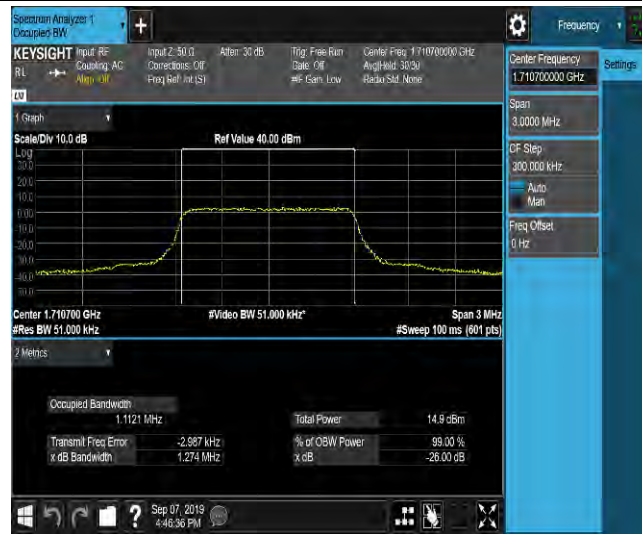 Spectrum Analyzer 1
Occupied BW
+
Frequency
KEYSIGHT
RL
Input: RF
Coupling: AC
Align: Off
Input Z: 50 Ω
Corrections: Off
Freq Ref: Int (S)
Atten: 30 dB
Trig: Free Run
Gate: Off
#IF Gain: Low
Center Freq: 1.710700000 GHz
Avg|Hold: 30/30
Radio Std: None
Center Frequency
1.710700000 GHz
Settings
Span
3.0000 MHz
CF Step
300.000 kHz
Auto
Man
Freq Offset
0 Hz
1 Graph
Scale/Div 10.0 dB
Ref Value 40.00 dBm
Log
30.0
20.0
10.0
0.00
-10.0
-20.0
-30.0
-40.0
-50.0
Center 1.710700 GHz
#Video BW 51.000 kHz*
Span 3 MHz
#Res BW 51.000 kHz
#Sweep 100 ms (601 pts)
2 Metrics
Occupied Bandwidth
1.1121 MHz
Total Power
14.9 dBm
Transmit Freq Error
-2.987 kHz
% of OBW Power
99.00 %
x dB Bandwidth
1.274 MHz
x dB
-26.00 dB
?
Sep 07, 2019
4:46:36 PM